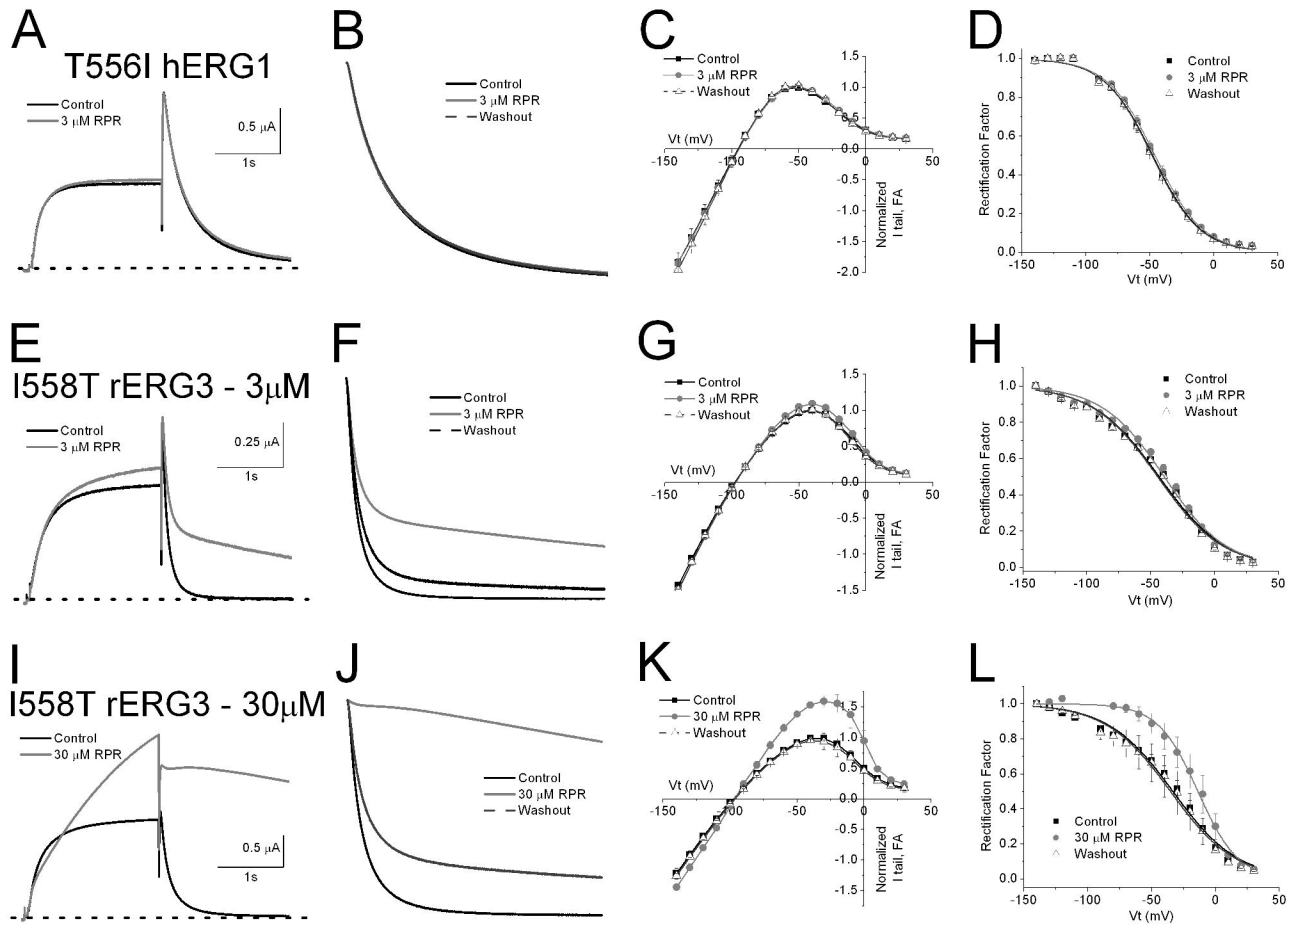 A
T556I hERG1
Control
3 μM RPR
0.5 μA
1s
B
Control
3 μM RPR
Washout
C
Control
3 μM RPR
Washout
Vt (mV)
-150 -100 -50 0 50
1.5
1.0
0.5
0.0
-0.5
-1.0
-1.5
-2.0
Normalized
I tail, FA
D
Control
3 μM RPR
Washout
Rectification Factor
1.0
0.8
0.6
0.4
0.2
0.0
-150 -100 -50 0 50
Vt (mV)
E
I558T rERG3 - 3μM
Control
3 μM RPR
0.25 μA
1s
F
Control
3 μM RPR
Washout
G
Control
3 μM RPR
Washout
Vt (mV)
-150 -100 -50 0 50
1.5
1.0
0.5
0.0
-0.5
-1.0
-1.5
Normalized
I tail, FA
H
Control
3 μM RPR
Washout
Rectification Factor
1.0
0.8
0.6
0.4
0.2
0.0
-150 -100 -50 0 50
Vt (mV)
I
I558T rERG3 - 30μM
Control
30 μM RPR
0.5 μA
1s
J
Control
30 μM RPR
Washout
K
Control
30 μM RPR
Washout
Vt (mV)
-150 -100 -50 0 50
1.5
1.0
0.5
0.0
-0.5
-1.0
-1.5
Normalized
I tail, FA
L
Control
30 μM RPR
Washout
Rectification Factor
1.0
0.8
0.6
0.4
0.2
0.0
-150 -100 -50 0 50
Vt (mV)